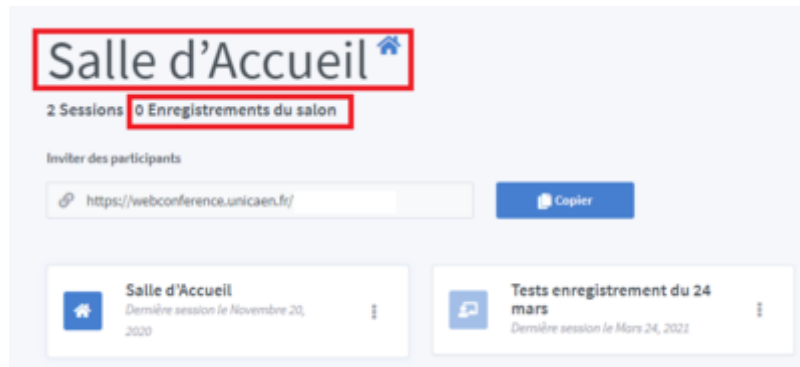 Salle d'Accueil
2 Sessions 0 Enregistrements du salon
Inviter des participants
https://webconference.unicaen.fr/
Copier
Salle d'Accueil
Dernière session le Novembre 20,
2020
Tests enregistrement du 24
mars
Dernière session le Mars 24, 2021